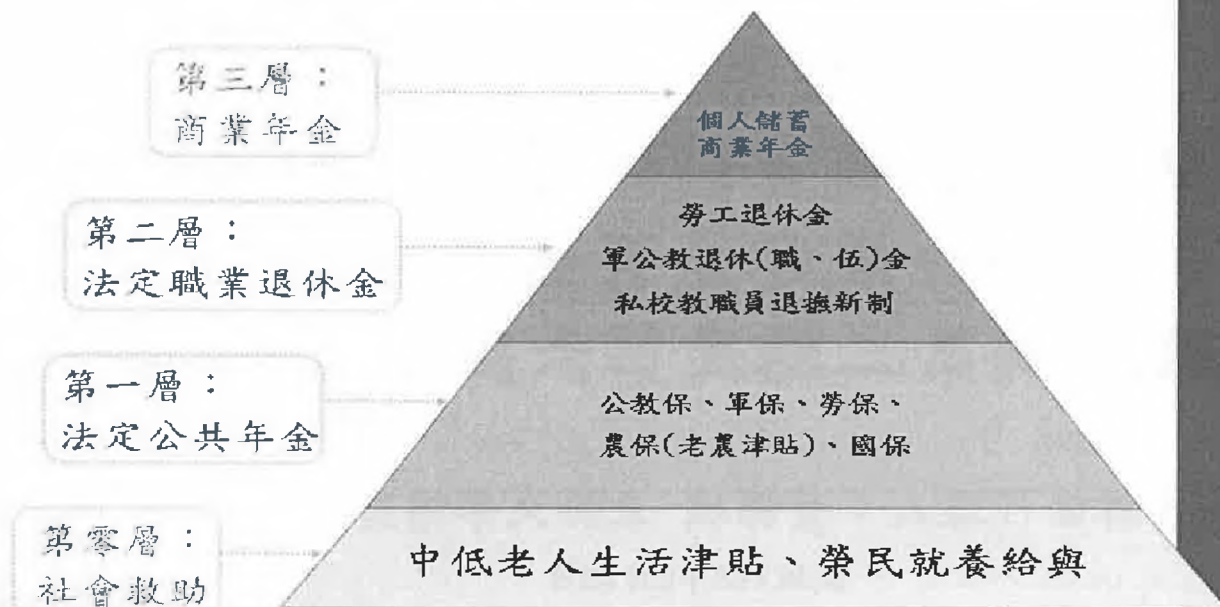 第三層：
商業年金
個人儲蓄
商業年金
第二層：
法定職業退休金
勞工退休金
軍公教退休(職、伍)金
私校教職員退撫新制
第一層：
法定公共年金
公教保、軍保、勞保、
農保(老農津貼)、國保
第零層：
社會救助
中低老人生活津貼、榮民就養給與